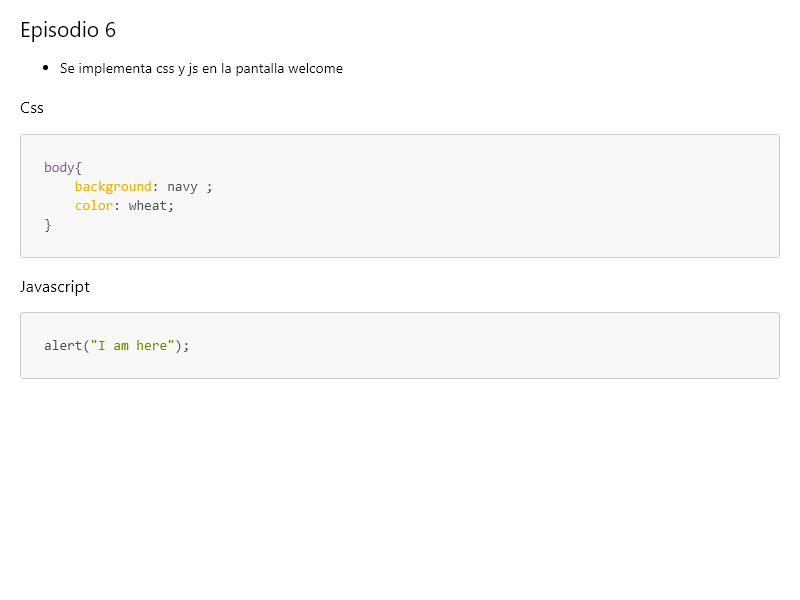 Episodio 6
Se implementa css y js en la pantalla welcome
Css
body{
    background: navy ;
    color: wheat;
}
Javascript
alert("I am here");